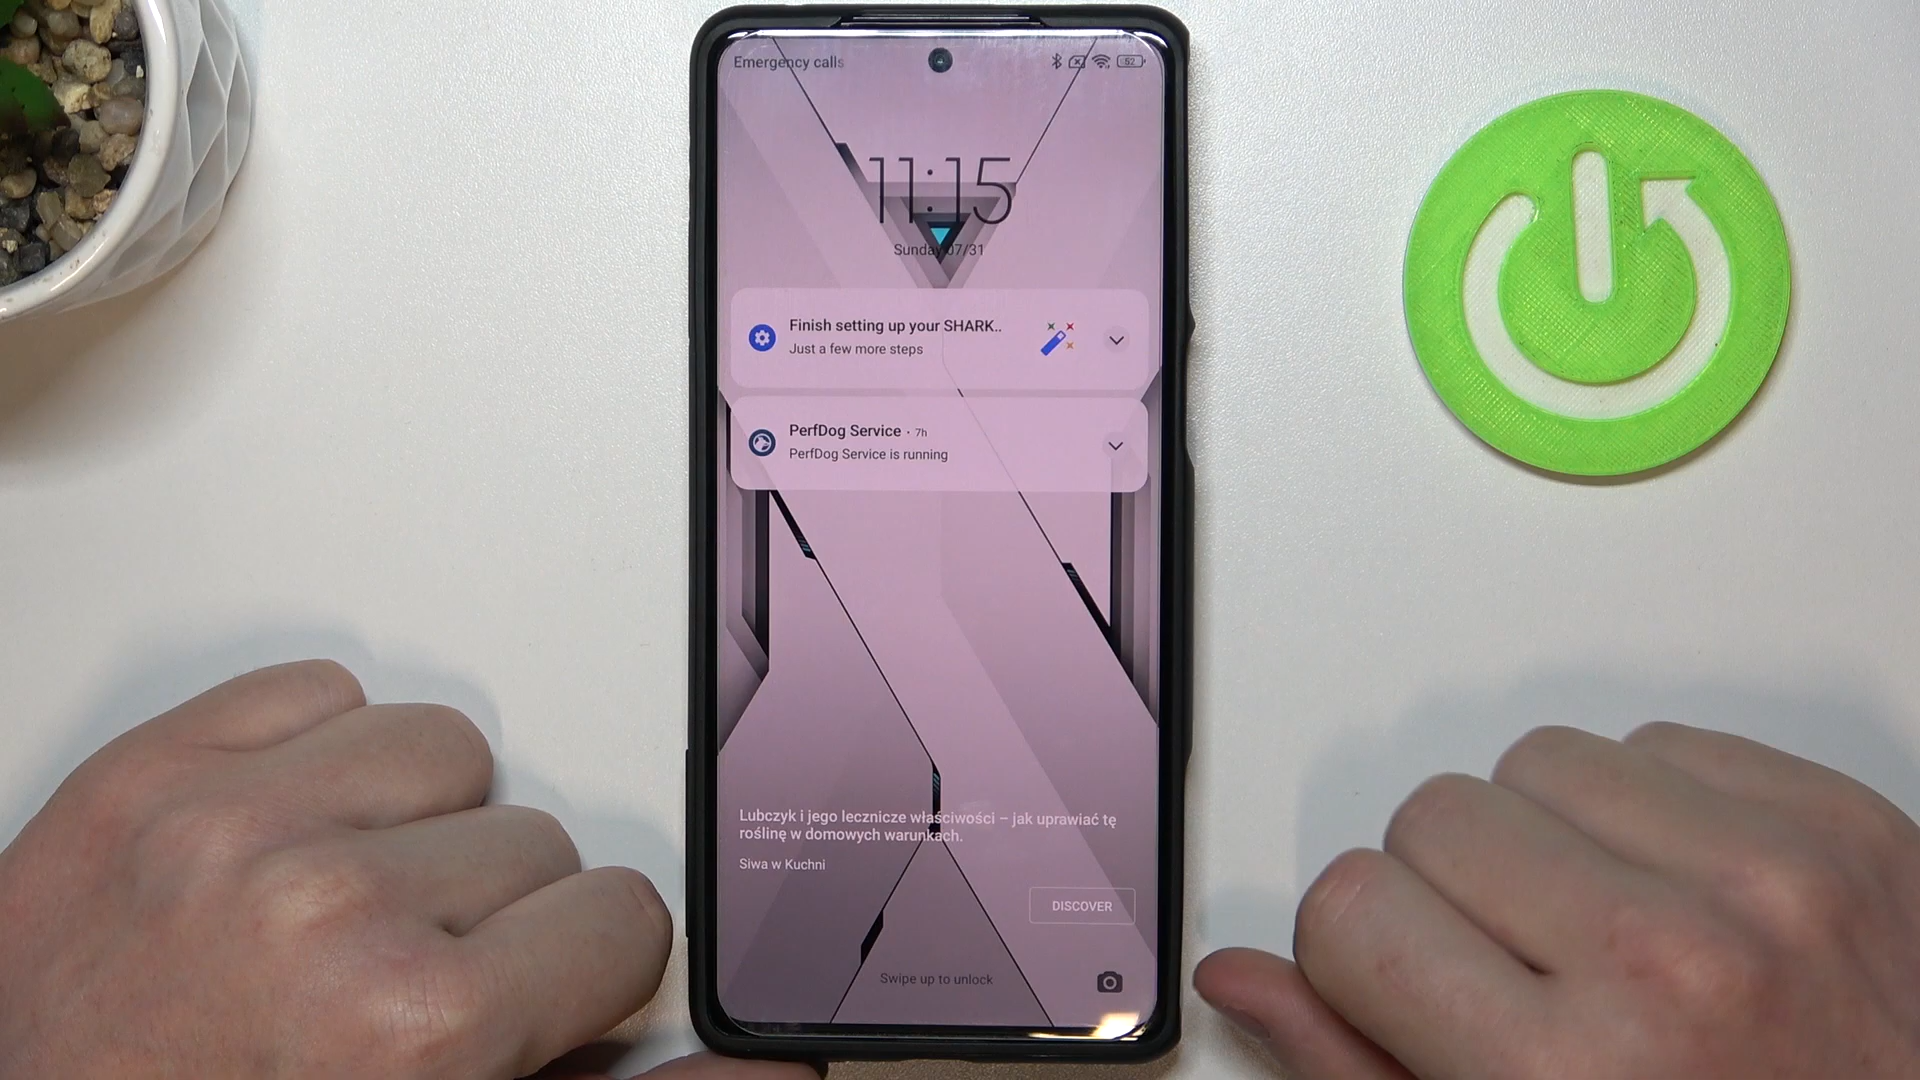 Emergency calls
52
11:15
Sunday 07/31
Finish setting up your SHARK..
Just a few more steps
PerfDog Service · 7h
PerfDog Service is running
Lubczyk i jego lecznicze właściwości – jak uprawiać tę
roślinę w domowych warunkach.
Siwa w Kuchni
DISCOVER
Swipe up to unlock